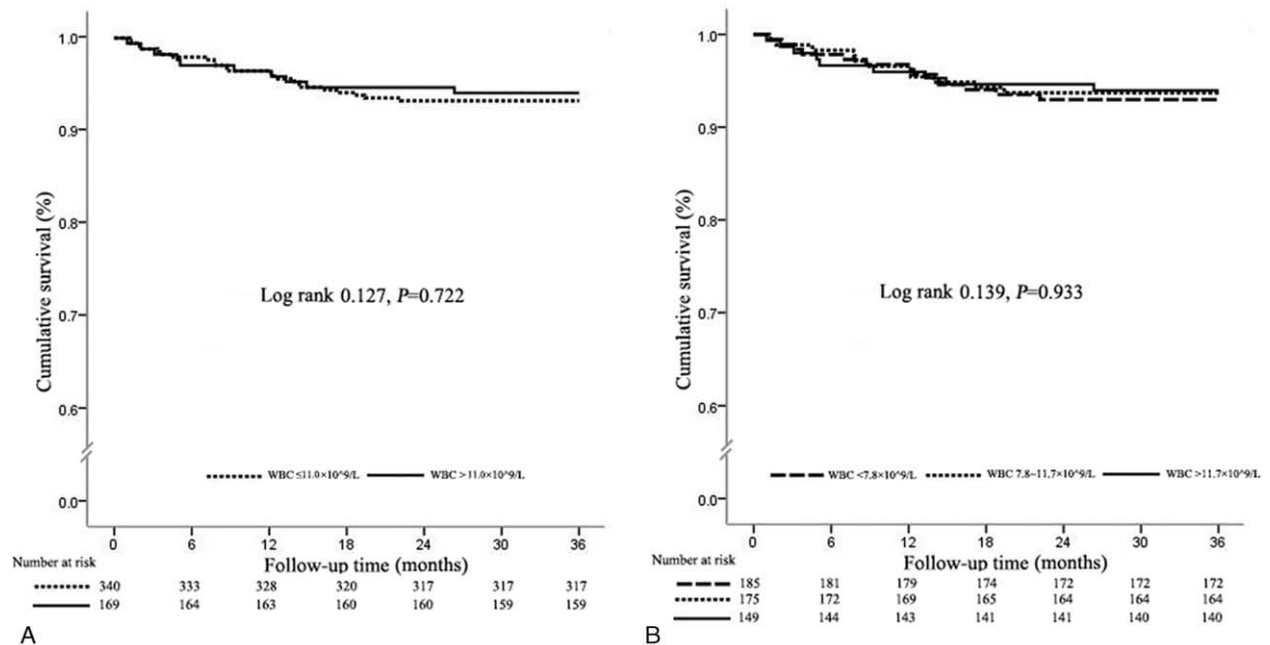 1.0
0.9
0.8
0.7
0.6
0.0
Cumulative survival (%)
Log rank 0.127, P=0.722
WBC ≤11.0×10^9/L WBC >11.0×10^9/L
0 6 12 18 24 30 36
Number at risk
Follow-up time (months)
340 333 328 320 317 317 317
169 164 163 160 160 159 159
A
1.0
0.9
0.8
0.7
0.6
0.0
Cumulative survival (%)
Log rank 0.139, P=0.933
WBC <7.8×10^9/L WBC 7.8–11.7×10^9/L WBC >11.7×10^9/L
0 6 12 18 24 30 36
Number at risk
Follow-up time (months)
185 181 179 174 172 172 172
175 172 169 165 164 164 164
149 144 143 141 141 140 140
B